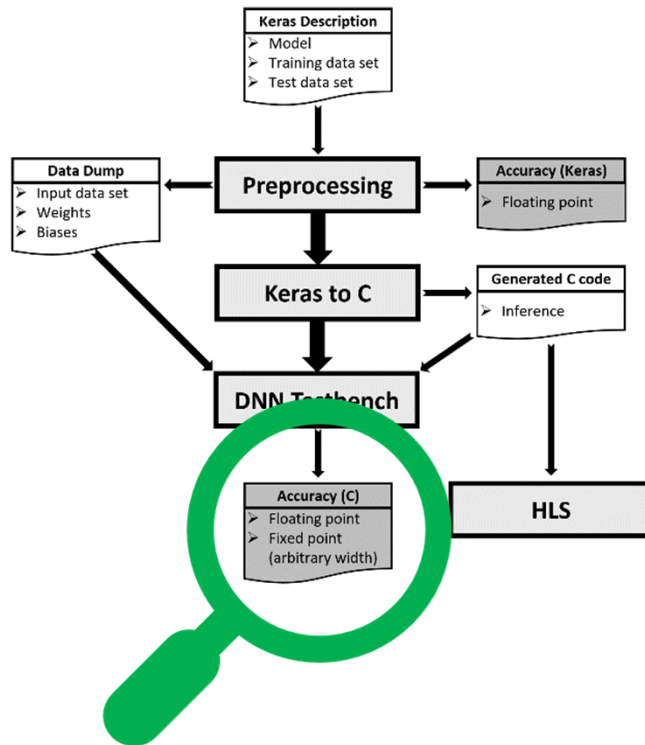 Keras Description
➢ Model
➢ Training data set
➢ Test data set
Data Dump
➢ Input data set
➢ Weights
➢ Biases
Preprocessing
Accuracy (Keras)
➢ Floating point
Keras to C
Generated C code
➢ Inference
DNN Testbench
Accuracy (C)
➢ Floating point
➢ Fixed point
(arbitrary width)
HLS